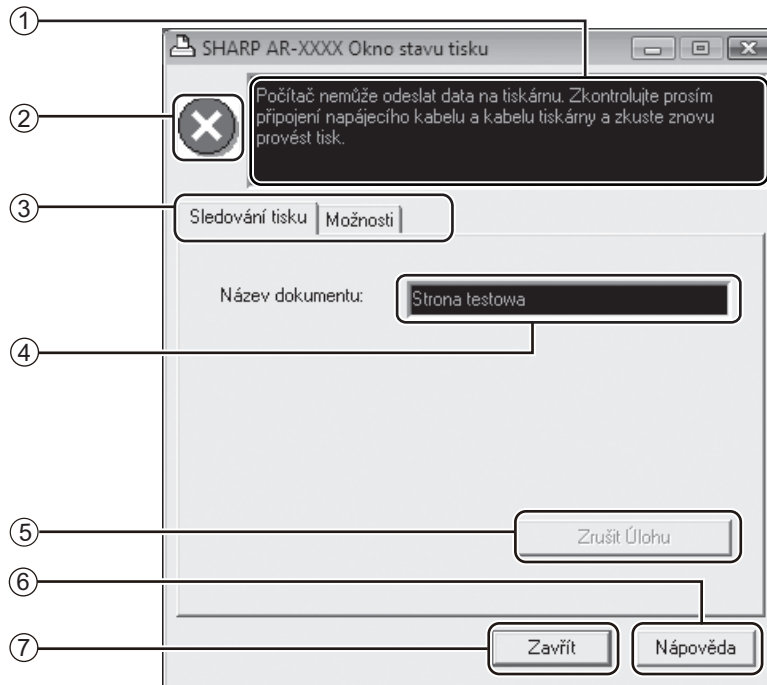 ①
SHARP AR-XXXX Okno stavu tisku
②
Počítač nemůže odeslat data na tiskárnu. Zkontrolujte prosím
připojení napájecího kabelu a kabelu tiskárny a zkuste znovu
provést tisk.
③
Sledování tisku Možnosti
Název dokumentu: Strona testowa
④
⑤
Zrušit Úlohu
⑥
⑦
Zavřít Nápověda